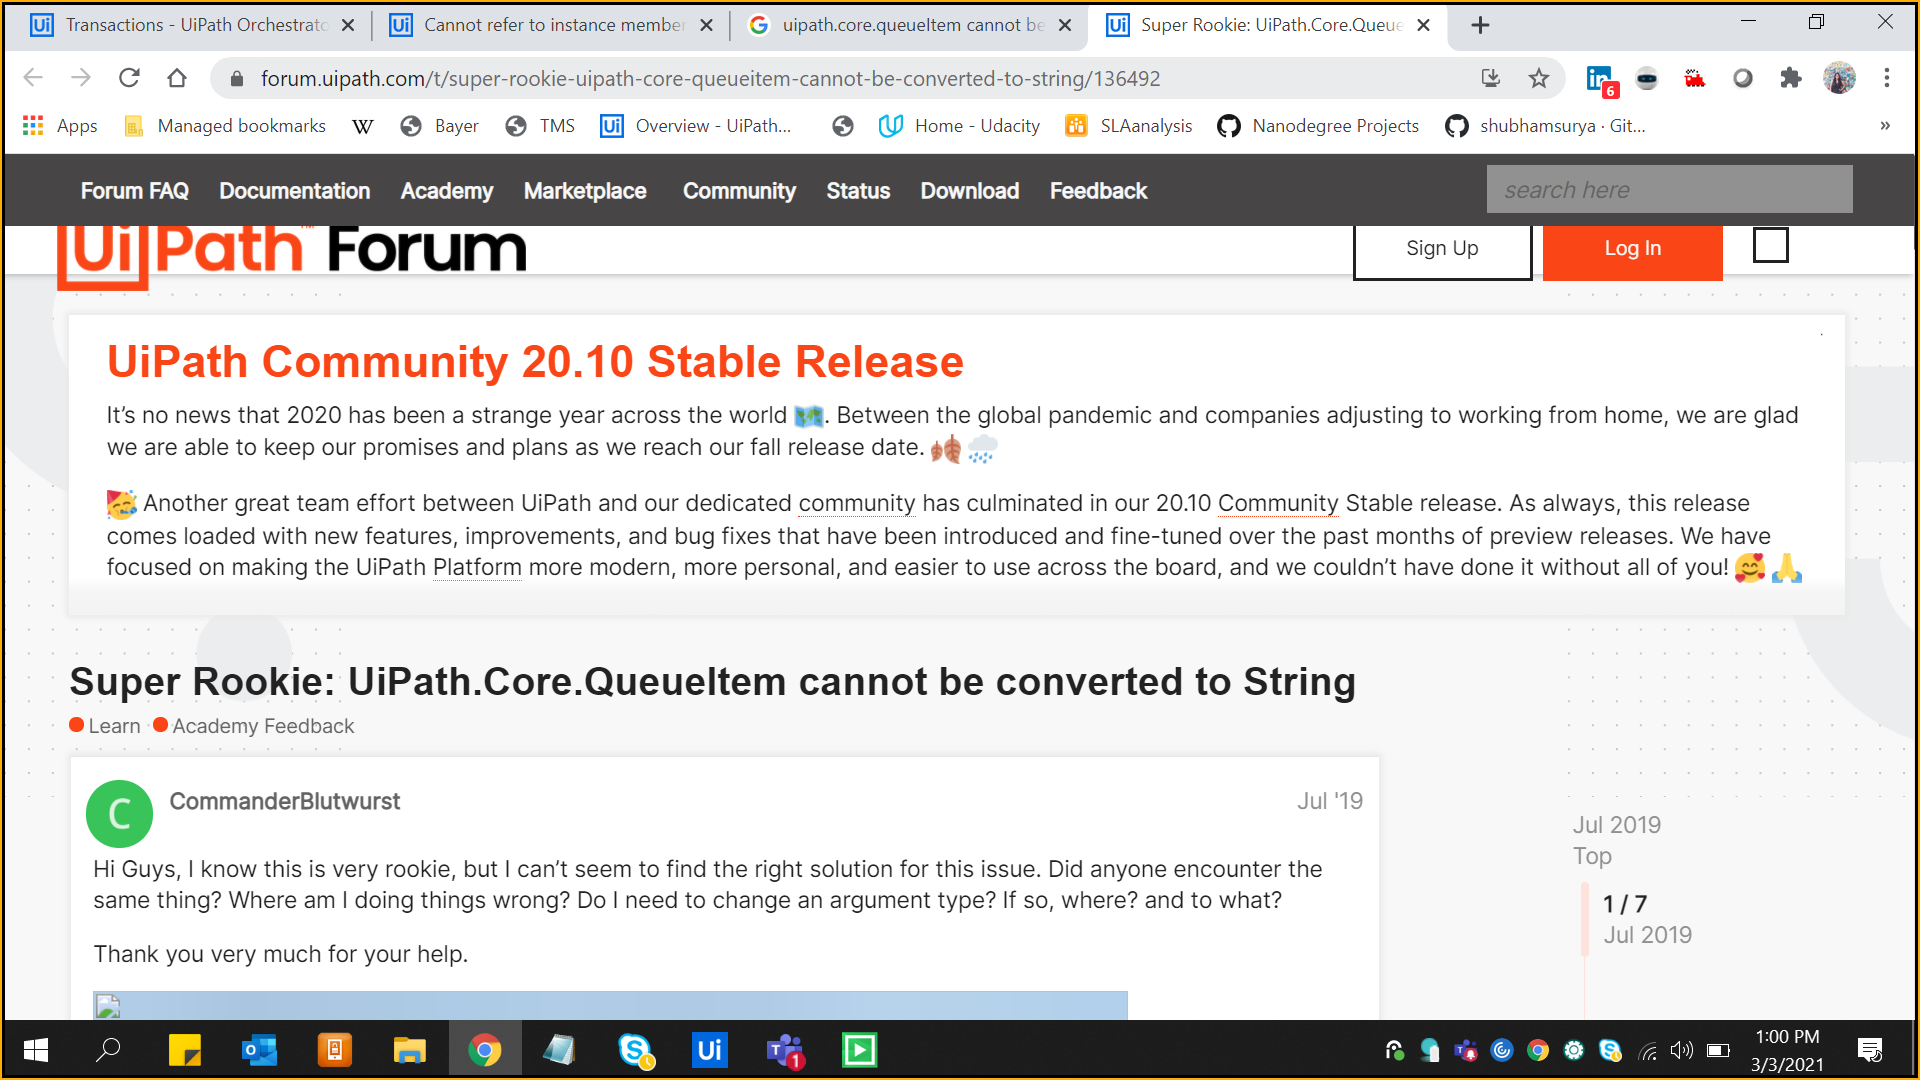 Transactions - UiPath Orchestrato
Cannot refer to instance member
uipath.core.queueItem cannot be
Super Rookie: UiPath.Core.Queue
forum.uipath.com/t/super-rookie-uipath-core-queueitem-cannot-be-converted-to-string/136492
6
Apps
Managed bookmarks
W
Bayer
TMS
Ui
Overview - UiPath...
Home - Udacity
SLAanalysis
Nanodegree Projects
shubhamsurya · Git...
»
Forum FAQ
Documentation
Academy
Marketplace
Community
Status
Download
Feedback
search here
UiPath Forum
Sign Up
Log In
UiPath Community 20.10 Stable Release
It’s no news that 2020 has been a strange year across the world 🗺️. Between the global pandemic and companies adjusting to working from home, we are glad
we are able to keep our promises and plans as we reach our fall release date. 🍂 🌧️
🥳 Another great team effort between UiPath and our dedicated community has culminated in our 20.10 Community Stable release. As always, this release
comes loaded with new features, improvements, and bug fixes that have been introduced and fine-tuned over the past months of preview releases. We have
focused on making the UiPath Platform more modern, more personal, and easier to use across the board, and we couldn’t have done it without all of you! 🥰 🙏
Super Rookie: UiPath.Core.QueueItem cannot be converted to String
Learn
Academy Feedback
C
CommanderBlutwurst
Jul '19
Hi Guys, I know this is very rookie, but I can’t seem to find the right solution for this issue. Did anyone encounter the
same thing? Where am I doing things wrong? Do I need to change an argument type? If so, where? and to what?
Thank you very much for your help.
Jul 2019
Top
1 / 7
Jul 2019
Ui
1
1:00 PM
3/3/2021